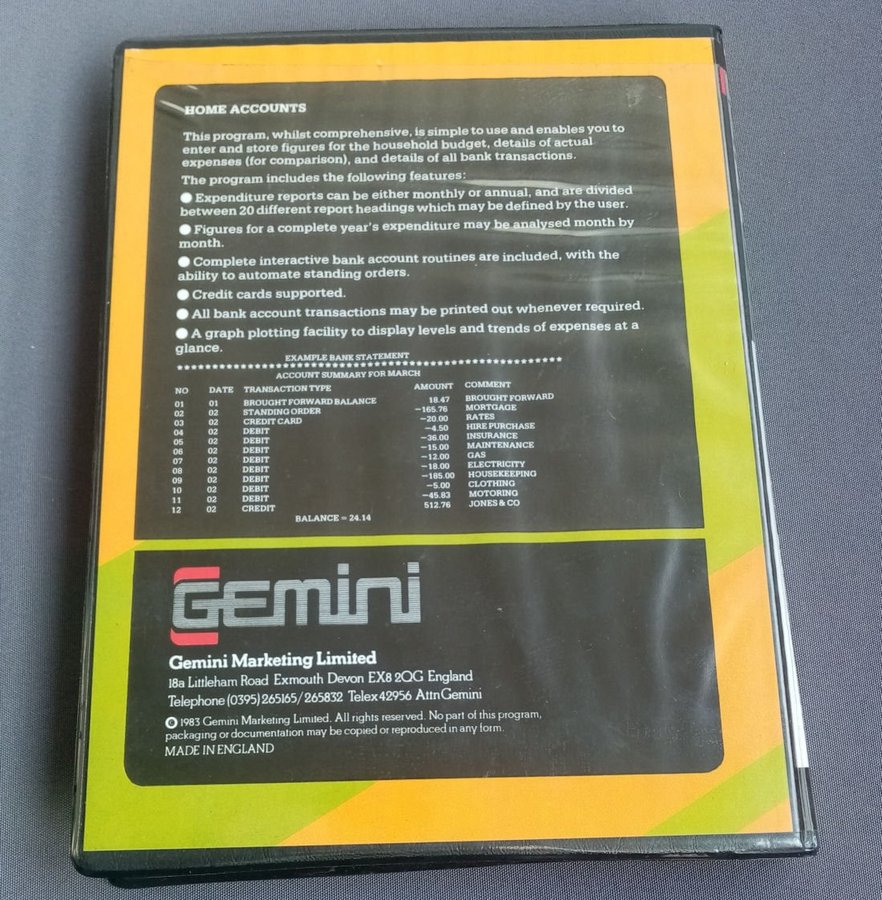 HOME ACCOUNTS
This program, whilst comprehensive, is simple to use and enables you to
enter and store figures for the household budget, details of actual
expenses (for comparison), and details of all bank transactions.
The program includes the following features:
● Expenditure reports can be either monthly or annual, and are divided
between 20 different report headings which may be defined by the user.
● Figures for a complete year's expenditure may be analysed month by
month.
● Complete interactive bank account routines are included, with the
ability to automate standing orders.
● Credit cards supported.
● All bank account transactions may be printed out whenever required.
● A graph plotting facility to display levels and trends of expenses at a
glance.
EXAMPLE BANK STATEMENT
ACCOUNT SUMMARY FOR MARCH
NO DATE TRANSACTION TYPE AMOUNT COMMENT
01 01 BROUGHT FORWARD BALANCE 18.47 BROUGHT FORWARD
02 02 STANDING ORDER -165.76 MORTGAGE
03 02 CREDIT CARD -20.00 RATES
04 02 DEBIT -4.50 HIRE PURCHASE
05 02 DEBIT -36.00 INSURANCE
06 02 DEBIT -15.00 MAINTENANCE
07 02 DEBIT -12.00 GAS
08 02 DEBIT -18.00 ELECTRICITY
09 02 DEBIT -185.00 HOUSEKEEPING
10 02 DEBIT -5.00 CLOTHING
11 02 DEBIT -45.83 MOTORING
12 02 CREDIT 512.76 JONES & CO
BALANCE = 24.14
Gemini
Gemini Marketing Limited
18a Littleham Road Exmouth Devon EX8 2QG England
Telephone (0395) 265165/265832 Telex 42956 Attn Gemini
© 1983 Gemini Marketing Limited. All rights reserved. No part of this program,
packaging or documentation may be copied or reproduced in any form.
MADE IN ENGLAND